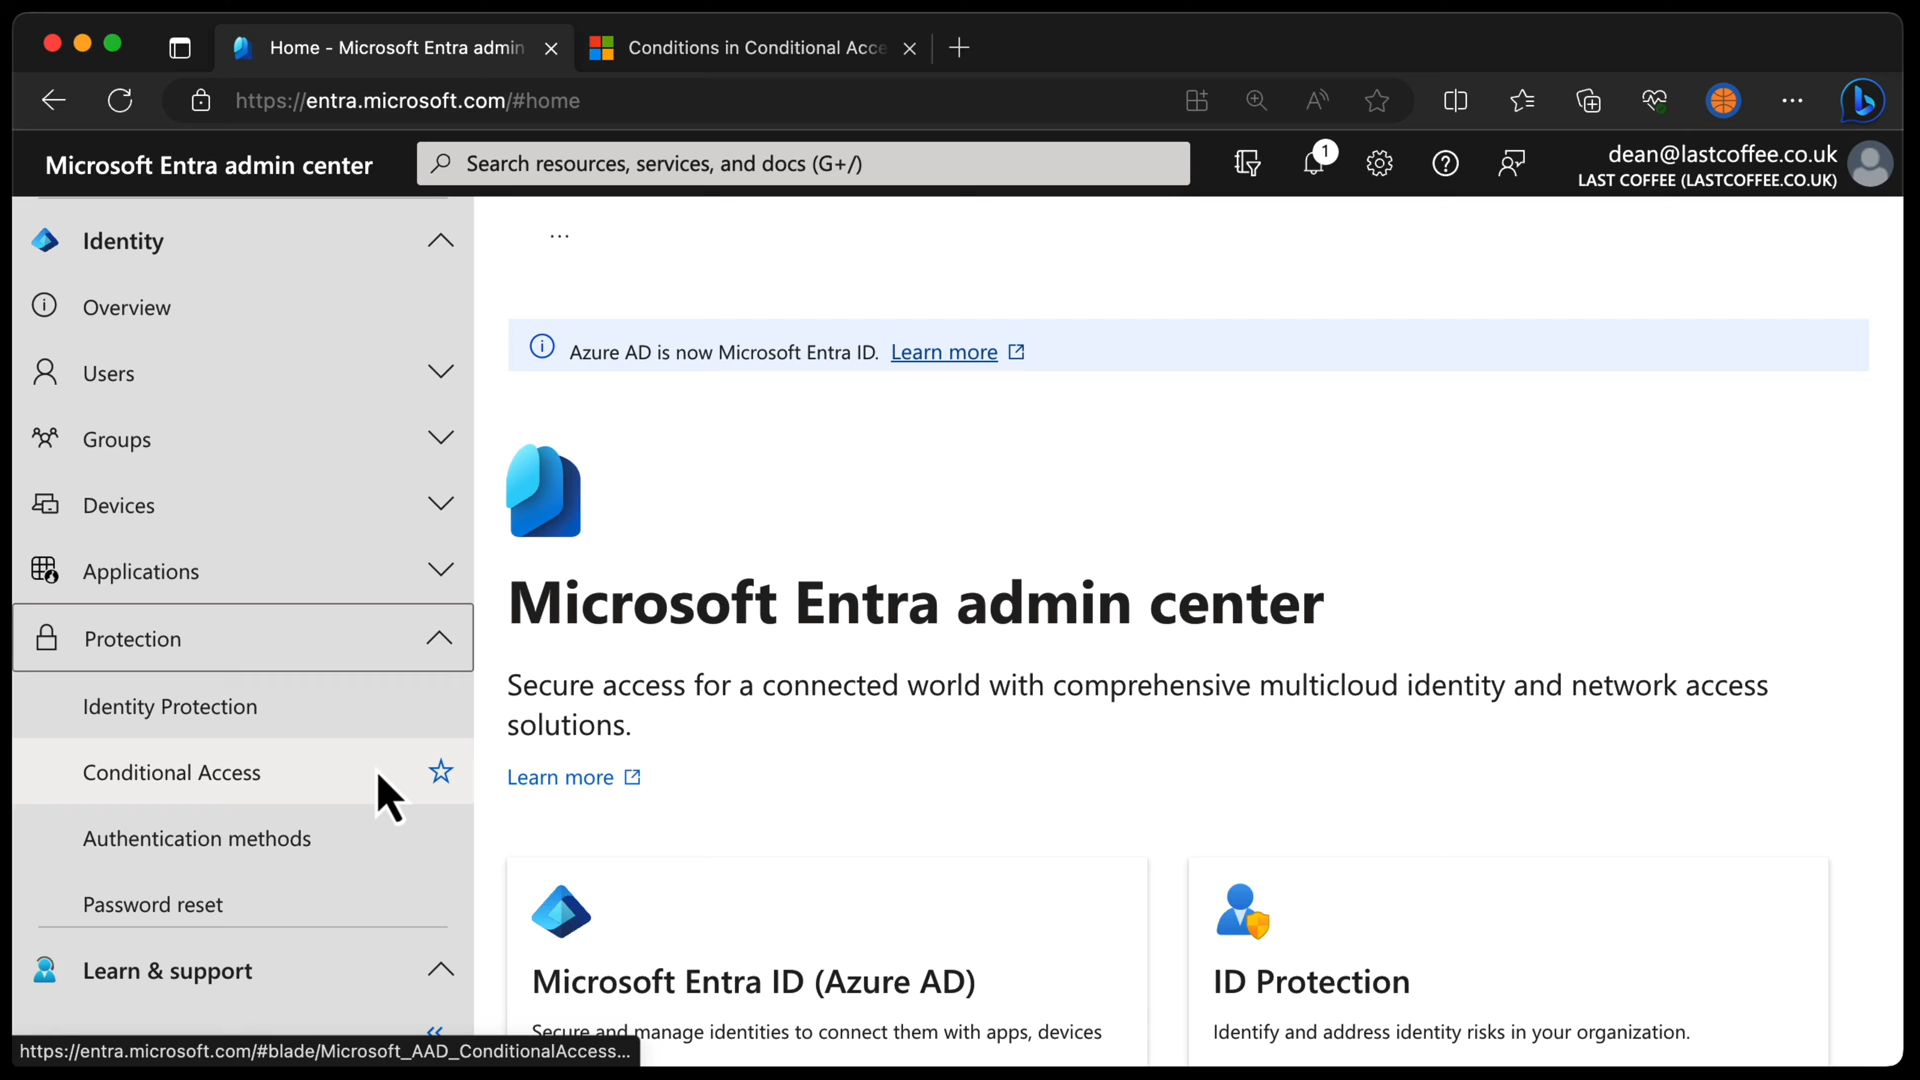 Home - Microsoft Entra admin
Conditions in Conditional Acce
https://entra.microsoft.com/#home
Microsoft Entra admin center
Search resources, services, and docs (G+/)
1
dean@lastcoffee.co.uk
LAST COFFEE (LASTCOFFEE.CO.UK)
Identity
Overview
Users
Groups
Devices
Applications
Protection
Identity Protection
Conditional Access
Authentication methods
Password reset
Learn & support
https://entra.microsoft.com/#blade/Microsoft_AAD_ConditionalAccess...
...
Azure AD is now Microsoft Entra ID. Learn more
Microsoft Entra admin center
Secure access for a connected world with comprehensive multicloud identity and network access
solutions.
Learn more
Microsoft Entra ID (Azure AD)
Secure and manage identities to connect them with apps, devices
ID Protection
Identify and address identity risks in your organization.